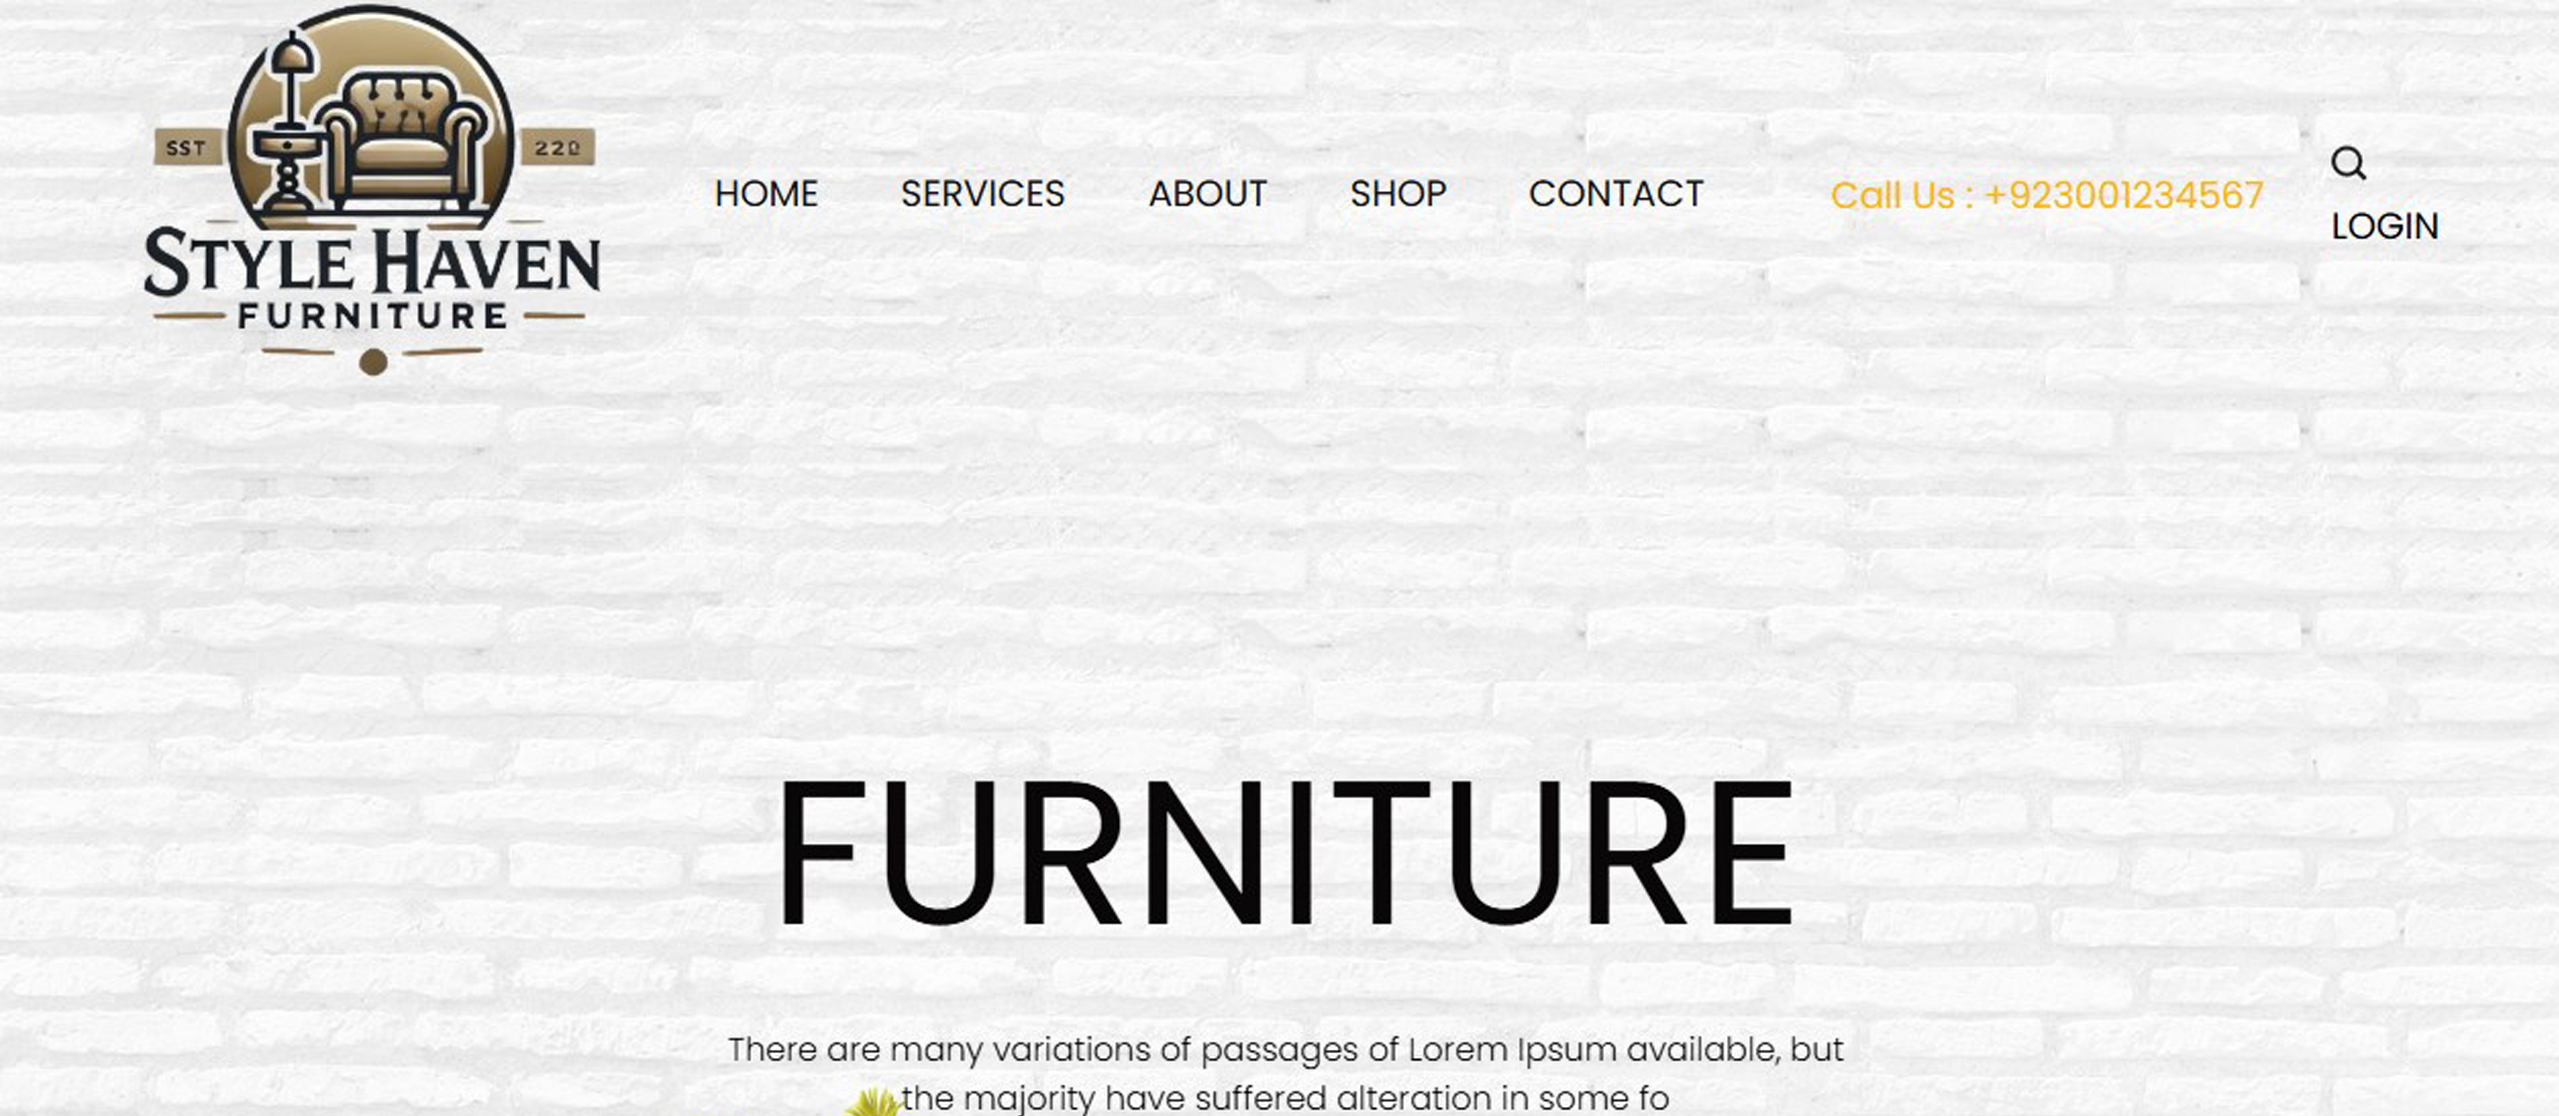 SST
220
STYLE HAVEN
FURNITURE
HOME SERVICES ABOUT SHOP CONTACT Call Us : +923001234567
LOGIN
FURNITURE
There are many variations of passages of Lorem Ipsum available, but
the majority have suffered alteration in some fo